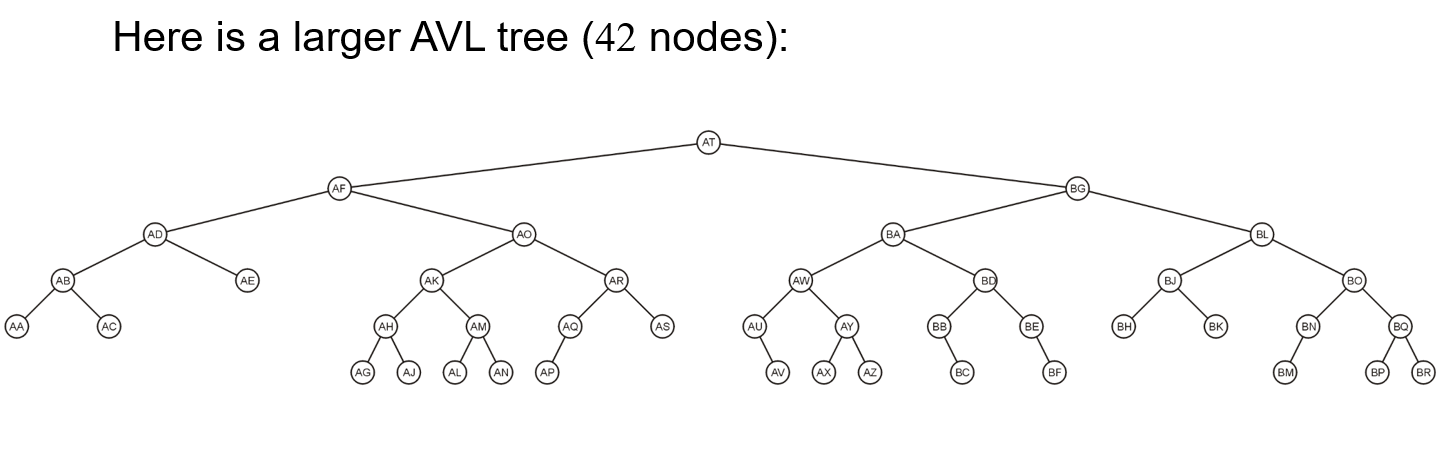 Here is a larger AVL tree (42 nodes):
AT
AF BG
AD AO BA BL
AB AE AK AR AW BD BJ BO
AA AC AH AM AQ AS AU AY BB BE BH BK BN BQ
AG AJ AL AN AP AV AX AZ BC BF BM BP BR